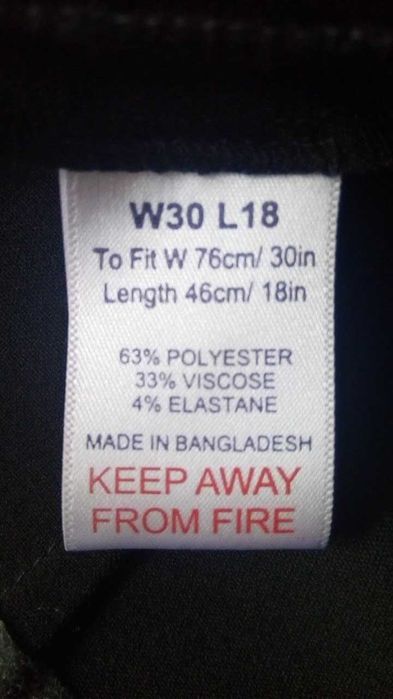 W30 L18
To Fit W 76cm/ 30in
Length 46cm/ 18in
63% POLYESTER
33% VISCOSE
4% ELASTANE
MADE IN BANGLADESH
KEEP AWAY
FROM FIRE